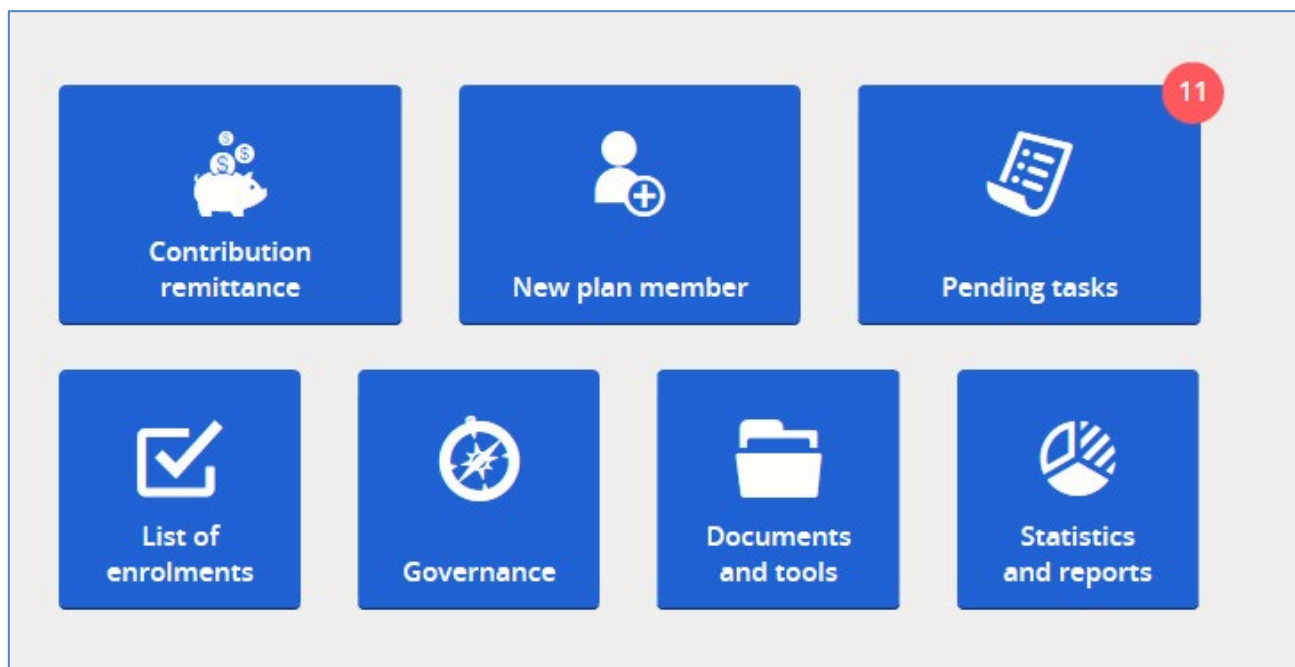 11
Contribution
remittance
New plan member
Pending tasks
List of
enrolments
Governance
Documents
and tools
Statistics
and reports